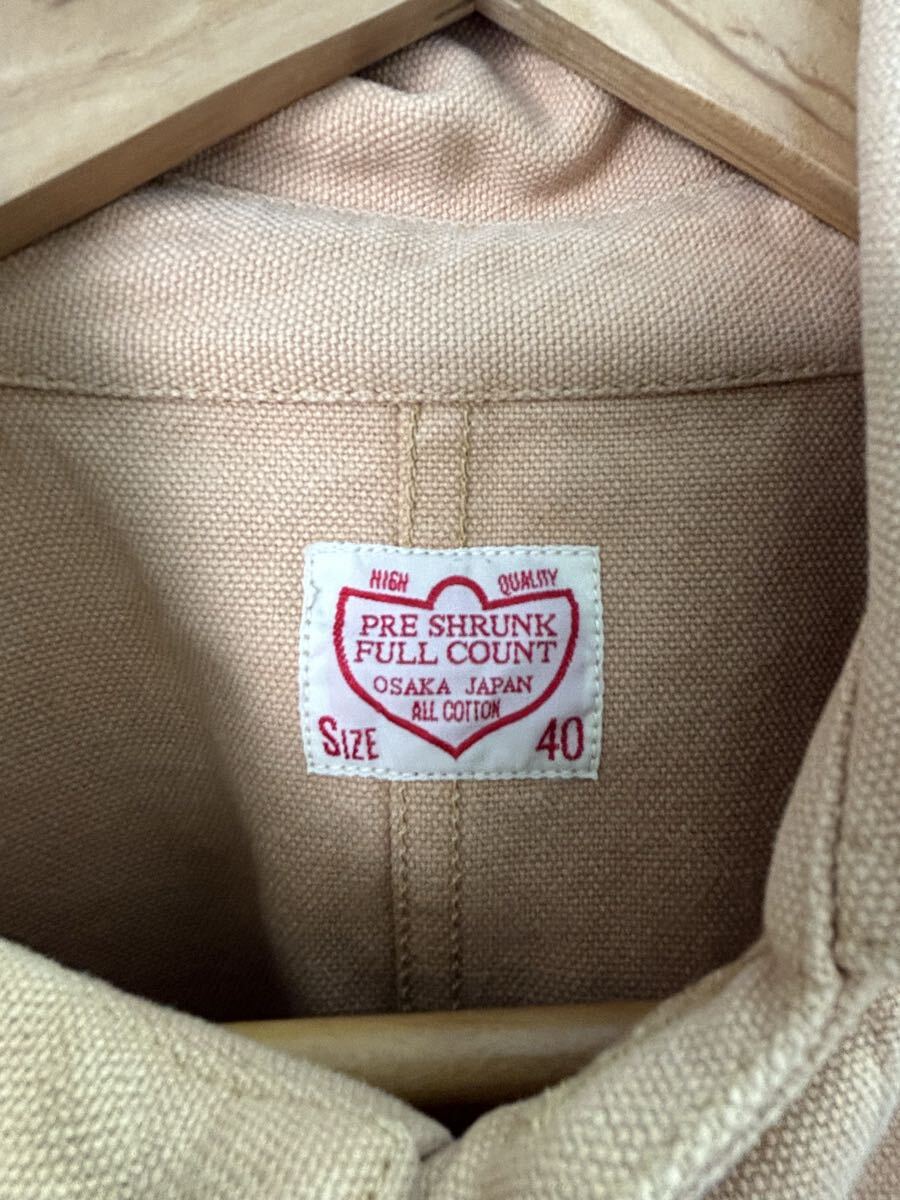 HIGH QUALITY
PRE SHRUNK
FULL COUNT
OSAKA JAPAN
ALL COTTON
SIZE 40